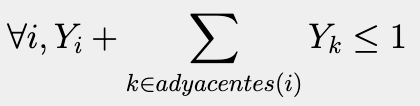 ∀i, Y_i + ∑_{k∈adyacentes(i)} Y_k ≤ 1